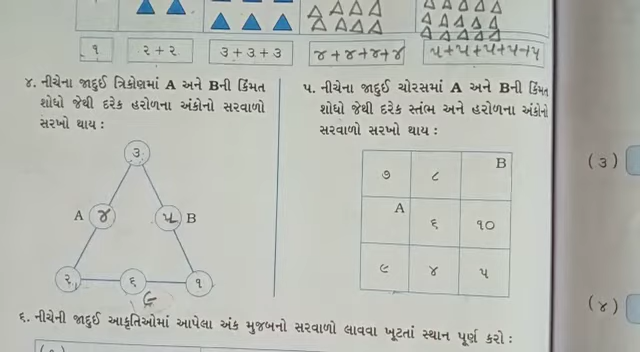 ૧ ૨+૨ ૩+૩+૩ ૪+૪+૪+૪ ૫+૫+૫+૫+૫
૪. નીચેના જાદુઈ ત્રિકોણમાં A અને Bની કિંમત
શોધો જેથી દરેક હરોળના અંકોનો સરવાળો
સરખો થાય :
૩
A ૪ ૫ B
૨ ૬ ૧
૫. નીચેના જાદુઈ ચોરસમાં A અને Bની કિંમત
શોધો જેથી દરેક સ્તંભ અને હરોળના અંકોનો
સરવાળો સરખો થાય :
૭ ૮ B
A ૬ ૧૦
૯ ૪ ૫
(૩)
(૪)
૬. નીચેની જાદુઈ આકૃતિઓમાં આપેલા અંક મુજબનો સરવાળો લાવવા ખૂટતાં સ્થાન પૂર્ણ કરો :